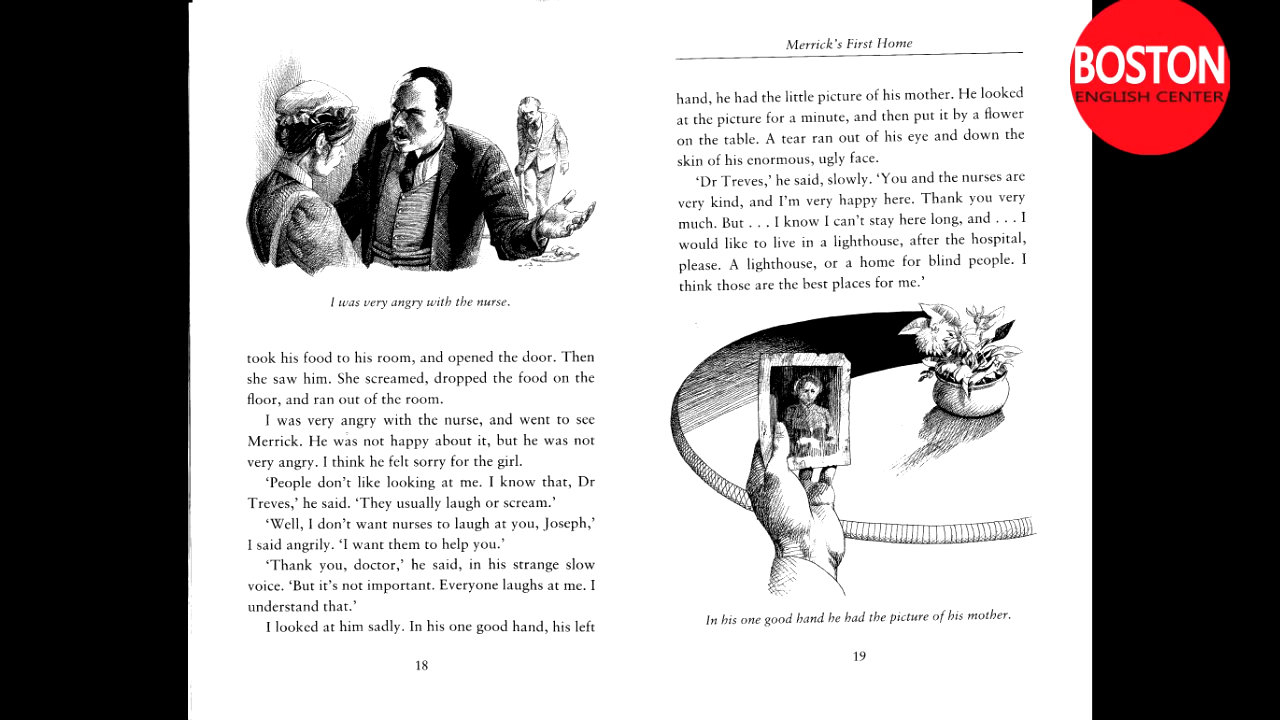 I was very angry with the nurse.
took his food to his room, and opened the door. Then
she saw him. She screamed, dropped the food on the
floor, and ran out of the room.
I was very angry with the nurse, and went to see
Merrick. He was not happy about it, but he was not
very angry. I think he felt sorry for the girl.
‘People don’t like looking at me. I know that, Dr
Treves,’ he said. ‘They usually laugh or scream.’
‘Well, I don’t want nurses to laugh at you, Joseph,’
I said angrily. ‘I want them to help you.’
‘Thank you, doctor,’ he said, in his strange slow
voice. ‘But it’s not important. Everyone laughs at me. I
understand that.’
I looked at him sadly. In his one good hand, his left
18
Merrick’s First Home
hand, he had the little picture of his mother. He looked
at the picture for a minute, and then put it by a flower
on the table. A tear ran out of his eye and down the
skin of his enormous, ugly face.
‘Dr Treves,’ he said, slowly. ‘You and the nurses are
very kind, and I’m very happy here. Thank you very
much. But . . . I know I can’t stay here long, and . . . I
would like to live in a lighthouse, after the hospital,
please. A lighthouse, or a home for blind people. I
think those are the best places for me.’
In his one good hand he had the picture of his mother.
19
BOSTON
ENGLISH CENTER